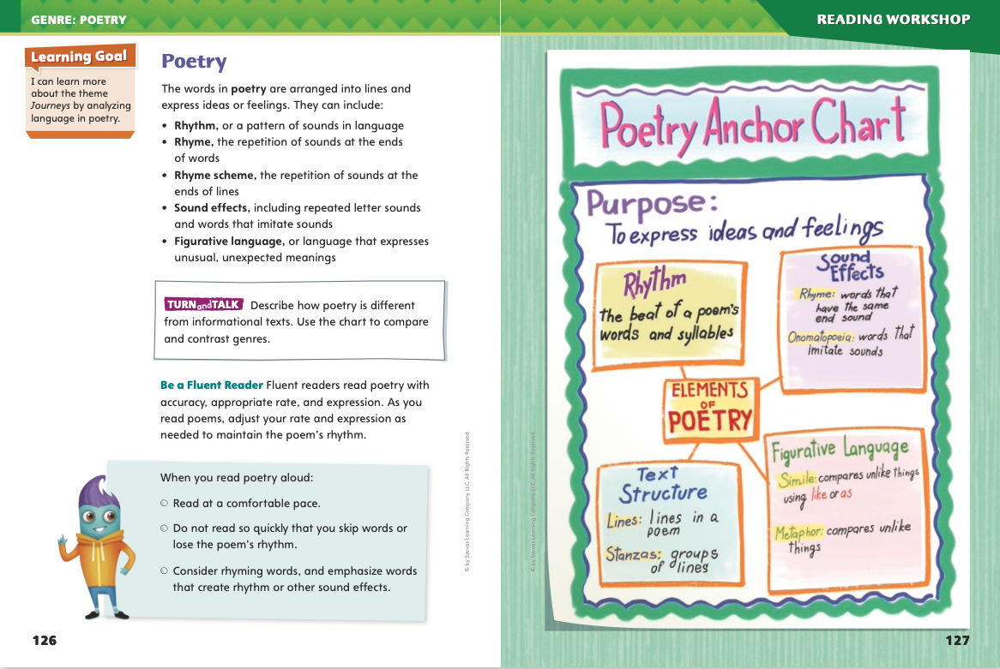 GENRE: POETRY
Learning Goal
I can learn more
about the theme
Journeys by analyzing
language in poetry.
Poetry
The words in poetry are arranged into lines and
express ideas or feelings. They can include:
• Rhythm, or a pattern of sounds in language
• Rhyme, the repetition of sounds at the ends
of words
• Rhyme scheme, the repetition of sounds at the
ends of lines
• Sound effects, including repeated letter sounds
and words that imitate sounds
• Figurative language, or language that expresses
unusual, unexpected meanings
TURN and TALK Describe how poetry is different
from informational texts. Use the chart to compare
and contrast genres.
Be a Fluent Reader Fluent readers read poetry with
accuracy, appropriate rate, and expression. As you
read poems, adjust your rate and expression as
needed to maintain the poem's rhythm.
When you read poetry aloud:
Read at a comfortable pace.
Do not read so quickly that you skip words or
lose the poem's rhythm.
Consider rhyming words, and emphasize words
that create rhythm or other sound effects.
© by Savvas Learning Company LLC. All Rights Reserved.
126
READING WORKSHOP
Poetry Anchor Chart
Purpose:
To express ideas and feelings
Rhythm
the beat of a poem's
words and syllables
Sound
Effects
Rhyme: words that
have the same
end sound
Onomatopoeia: words that
imitate sounds
ELEMENTS
OF
POETRY
Text
Structure
Lines: lines in a
poem
Stanzas: groups
of lines
Figurative Language
Simile: compares unlike things
using like or as
Metaphor: compares unlike
things
© by Savvas Learning Company LLC. All Rights Reserved.
127